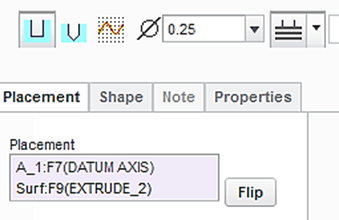 0.25
Placement Shape Note Properties
Placement
A_1:F7(DATUM AXIS)
Surf:F9(EXTRUDE_2)
Flip